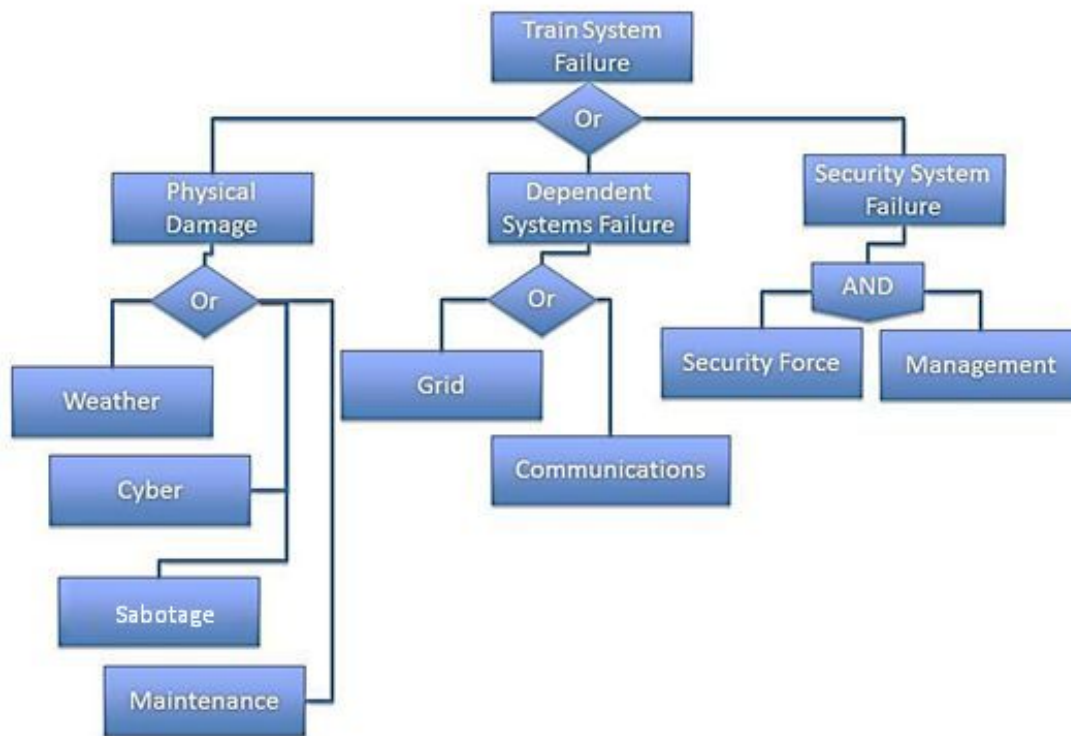 Train System
Failure
Or
Physical
Damage
Dependent
Systems Failure
Security System
Failure
Or
Or
AND
Weather
Grid
Security Force
Management
Cyber
Communications
Sabotage
Maintenance